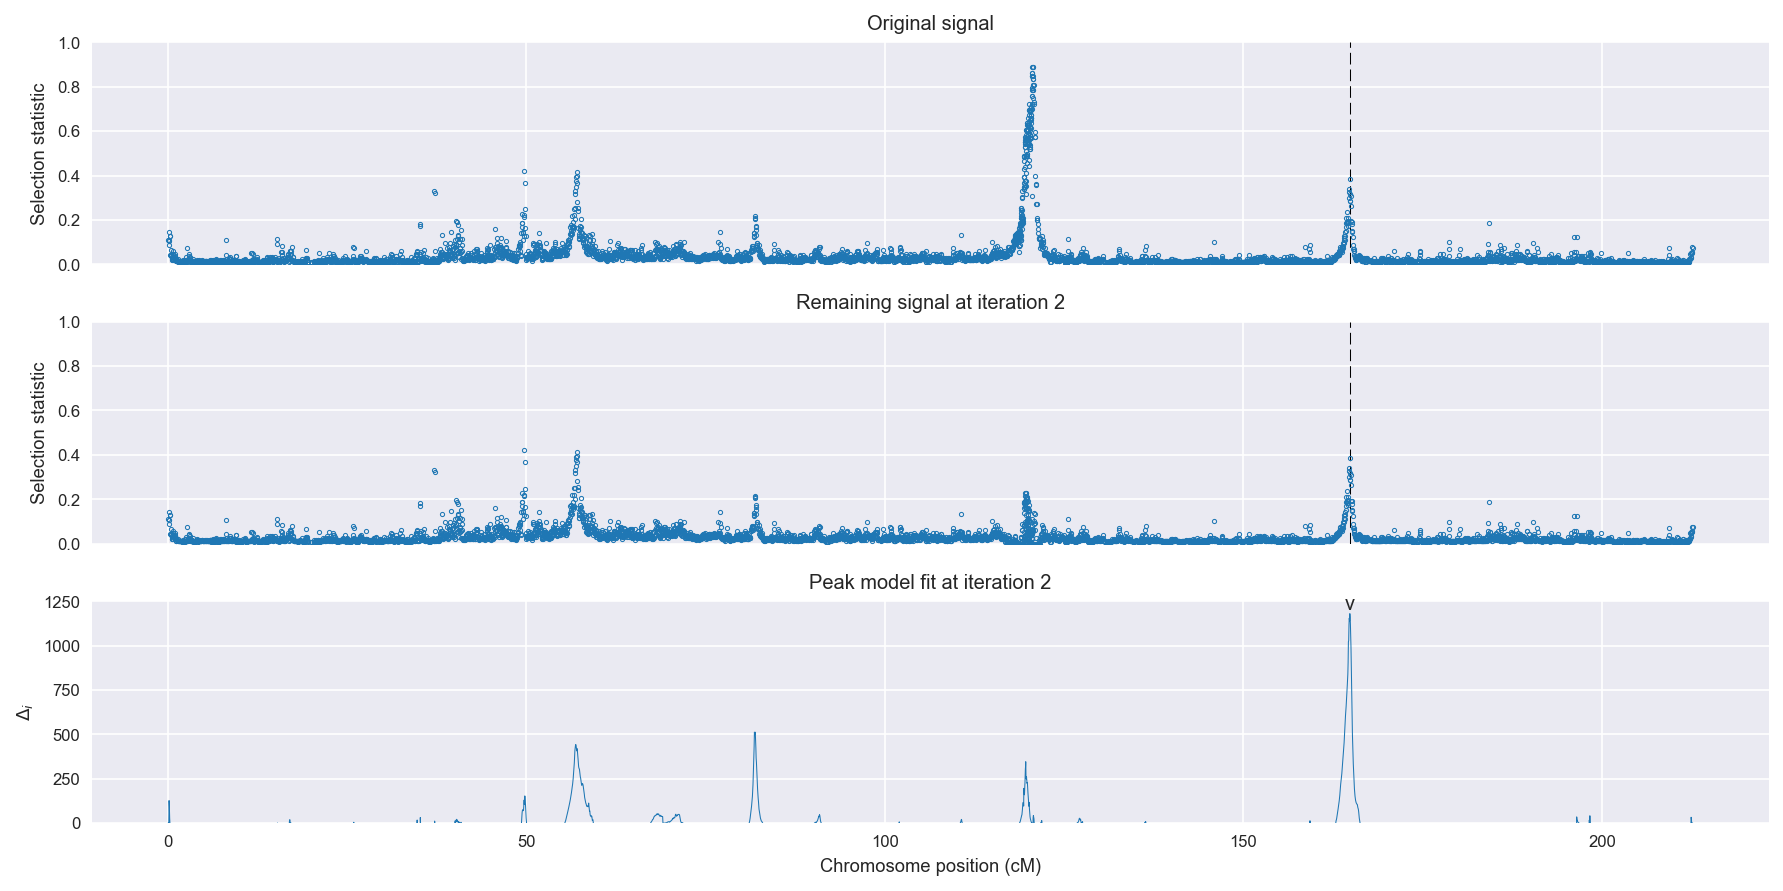 Original signal
1.0
0.8
0.6
0.4
0.2
0.0
Selection statistic
Remaining signal at iteration 2
1.0
0.8
0.6
0.4
0.2
0.0
Selection statistic
Peak model fit at iteration 2
v
1250
1000
750
500
250
0
Δi
0 50 100 150 200
Chromosome position (cM)